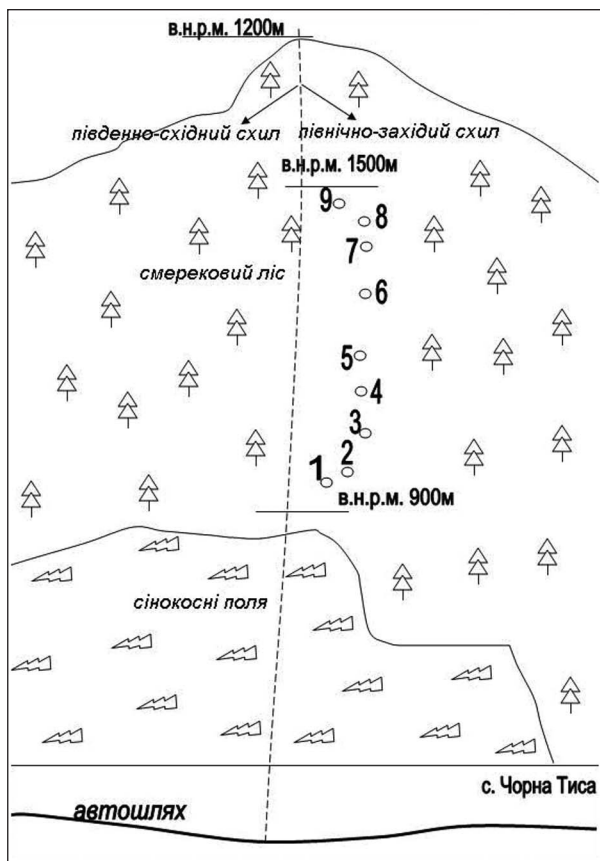 в.н.р.м. 1200м
південно-східний схил
північно-західий схил
в.н.р.м. 1500м
9
8
7
смерековий ліс
6
5
4
3
2
1
в.н.р.м. 900м
сінокосні поля
с. Чорна Тиса
автошлях